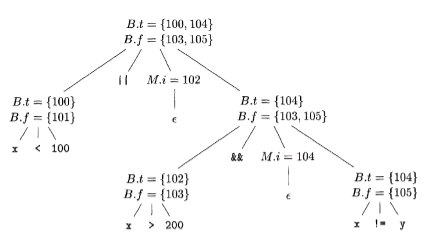 B.t = {100, 104}
B.f = {103, 105}
|| M.i = 102
B.t = {100}
B.f = {101}
ϵ
B.t = {104}
B.f = {103, 105}
x < 100
&& M.i = 104
B.t = {102}
B.f = {103}
ϵ
B.t = {104}
B.f = {105}
x > 200
x != y